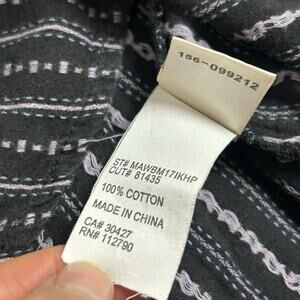 156-099212
ST# MAWBM17IKHP
CUT# 81435
100% COTTON
MADE IN CHINA
CA# 30427
RN# 112790